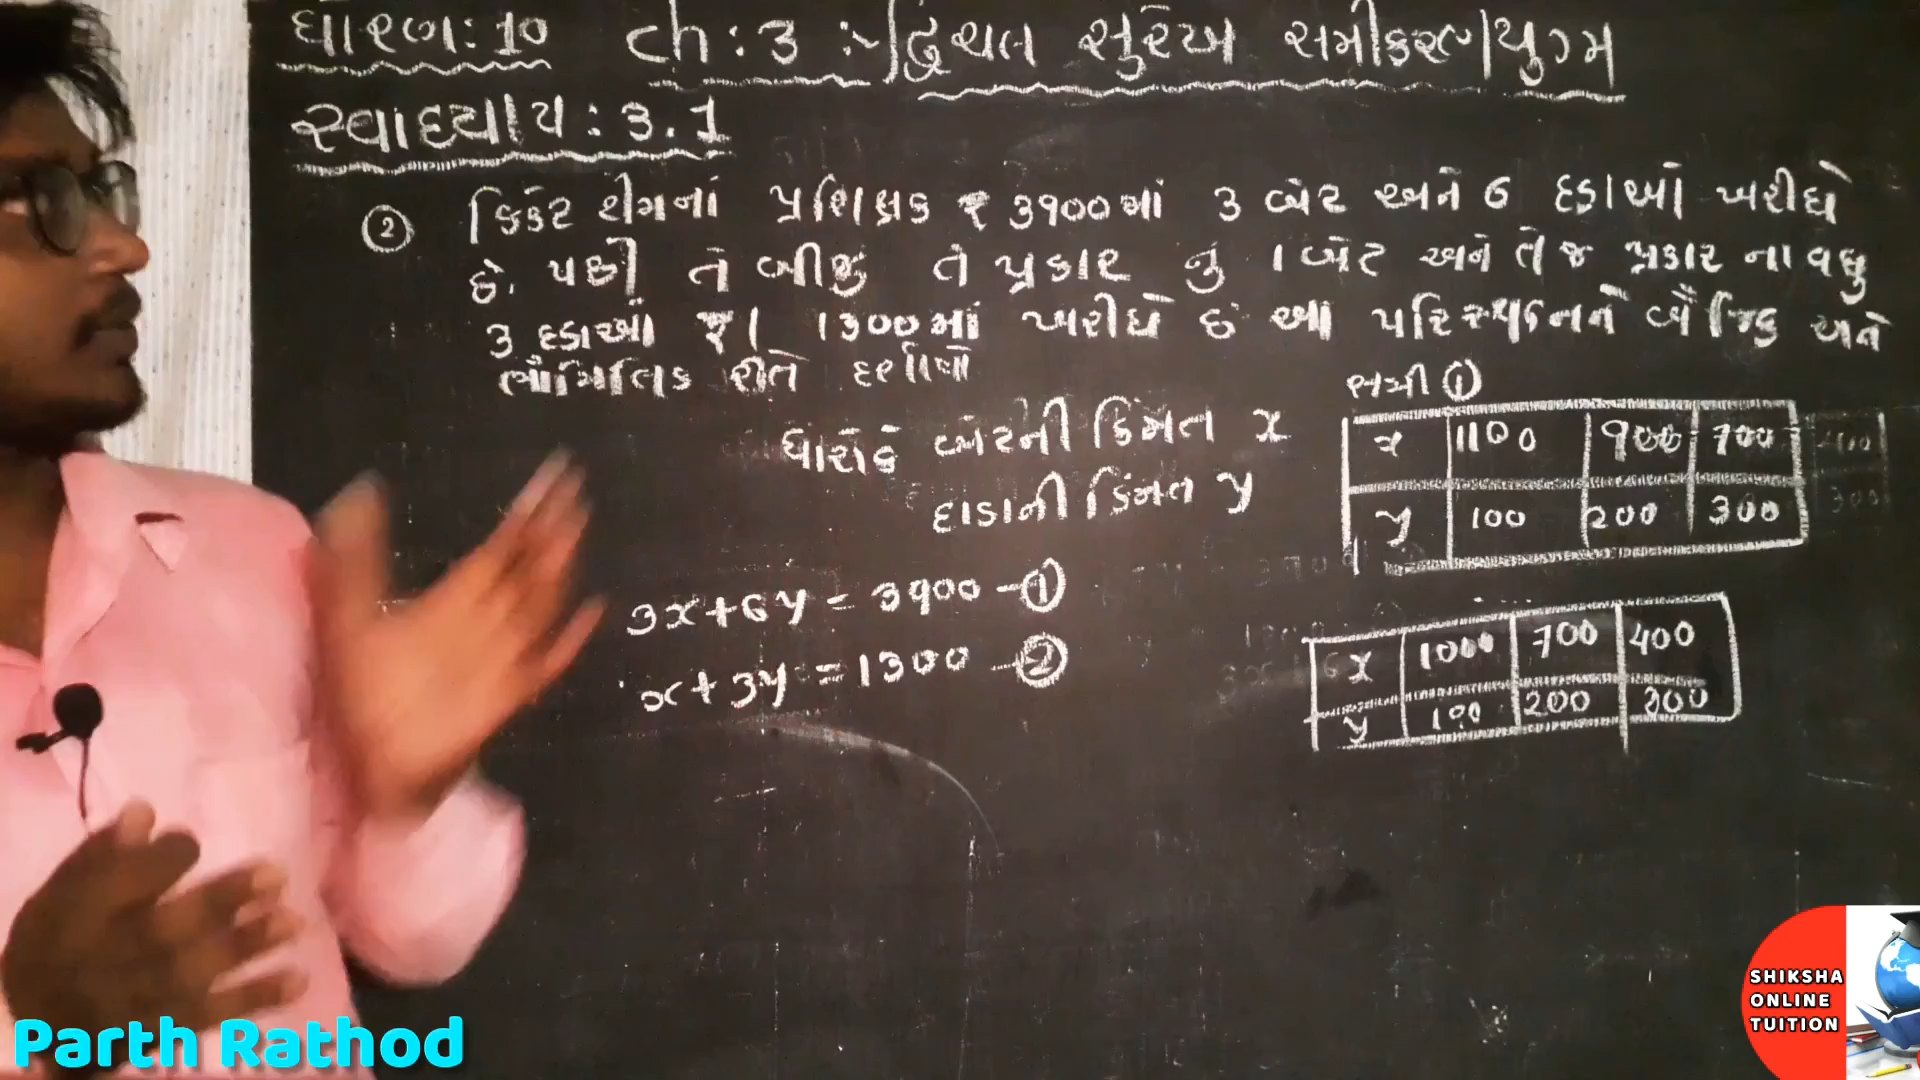 ધોરણ:10 ch:3 :~| દ્વિચલ સુરેખ સમીકરણયુગ્મ
સ્વાધ્યાય: 3.1
② ક્રિકેટ ટીમનાં પ્રશિક્ષક ₹ 3900માં 3 બેટ અને 6 દડાઓ ખરીદે
છે. પછી તે બીજુ તે પ્રકાર નુ 1 બેટ અને તે જ પ્રકાર ના વધુ
3 દડાઓ 1300માં ખરીદે છે આ અને
ભૌમિતિક રીતે દર્શાવો
ધારોકે બેટની કિંમત x
દાડાની કિંમત y
3x+6y = 3900 -①
x+3y = 1300 -②
સમી ①
x 1100 900 700
y 100 200 300
x 1000 700 400
y 100 200 300
SHIKSHA
ONLINE
TUITION
Parth Rathod